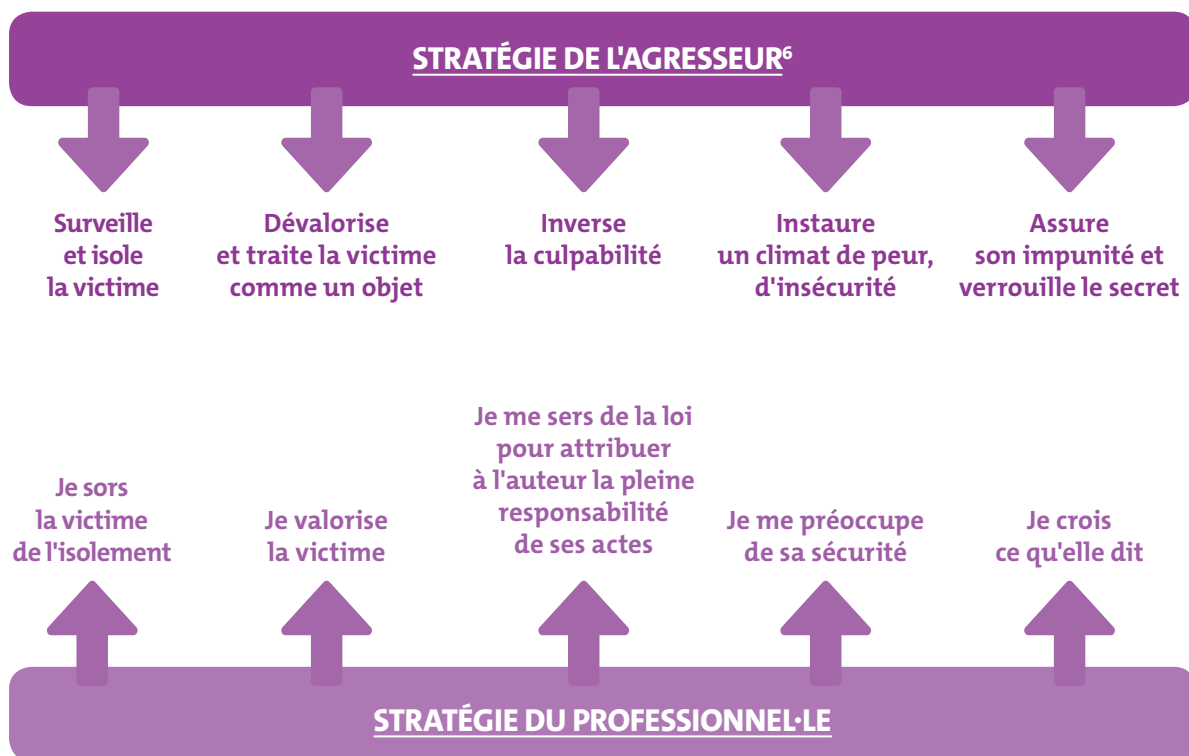 STRATÉGIE DE L'AGRESSEUR⁶
Surveille
et isole
la victime
Dévalorise
et traite la victime
comme un objet
Inverse
la culpabilité
Instaure
un climat de peur,
d'insécurité
Assure
son impunité et
verrouille le secret
Je sors
la victime
de l'isolement
Je valorise
la victime
Je me sers de la loi
pour attribuer
à l'auteur la pleine
responsabilité
de ses actes
Je me préoccupe
de sa sécurité
Je crois
ce qu'elle dit
STRATÉGIE DU PROFESSIONNEL·LE